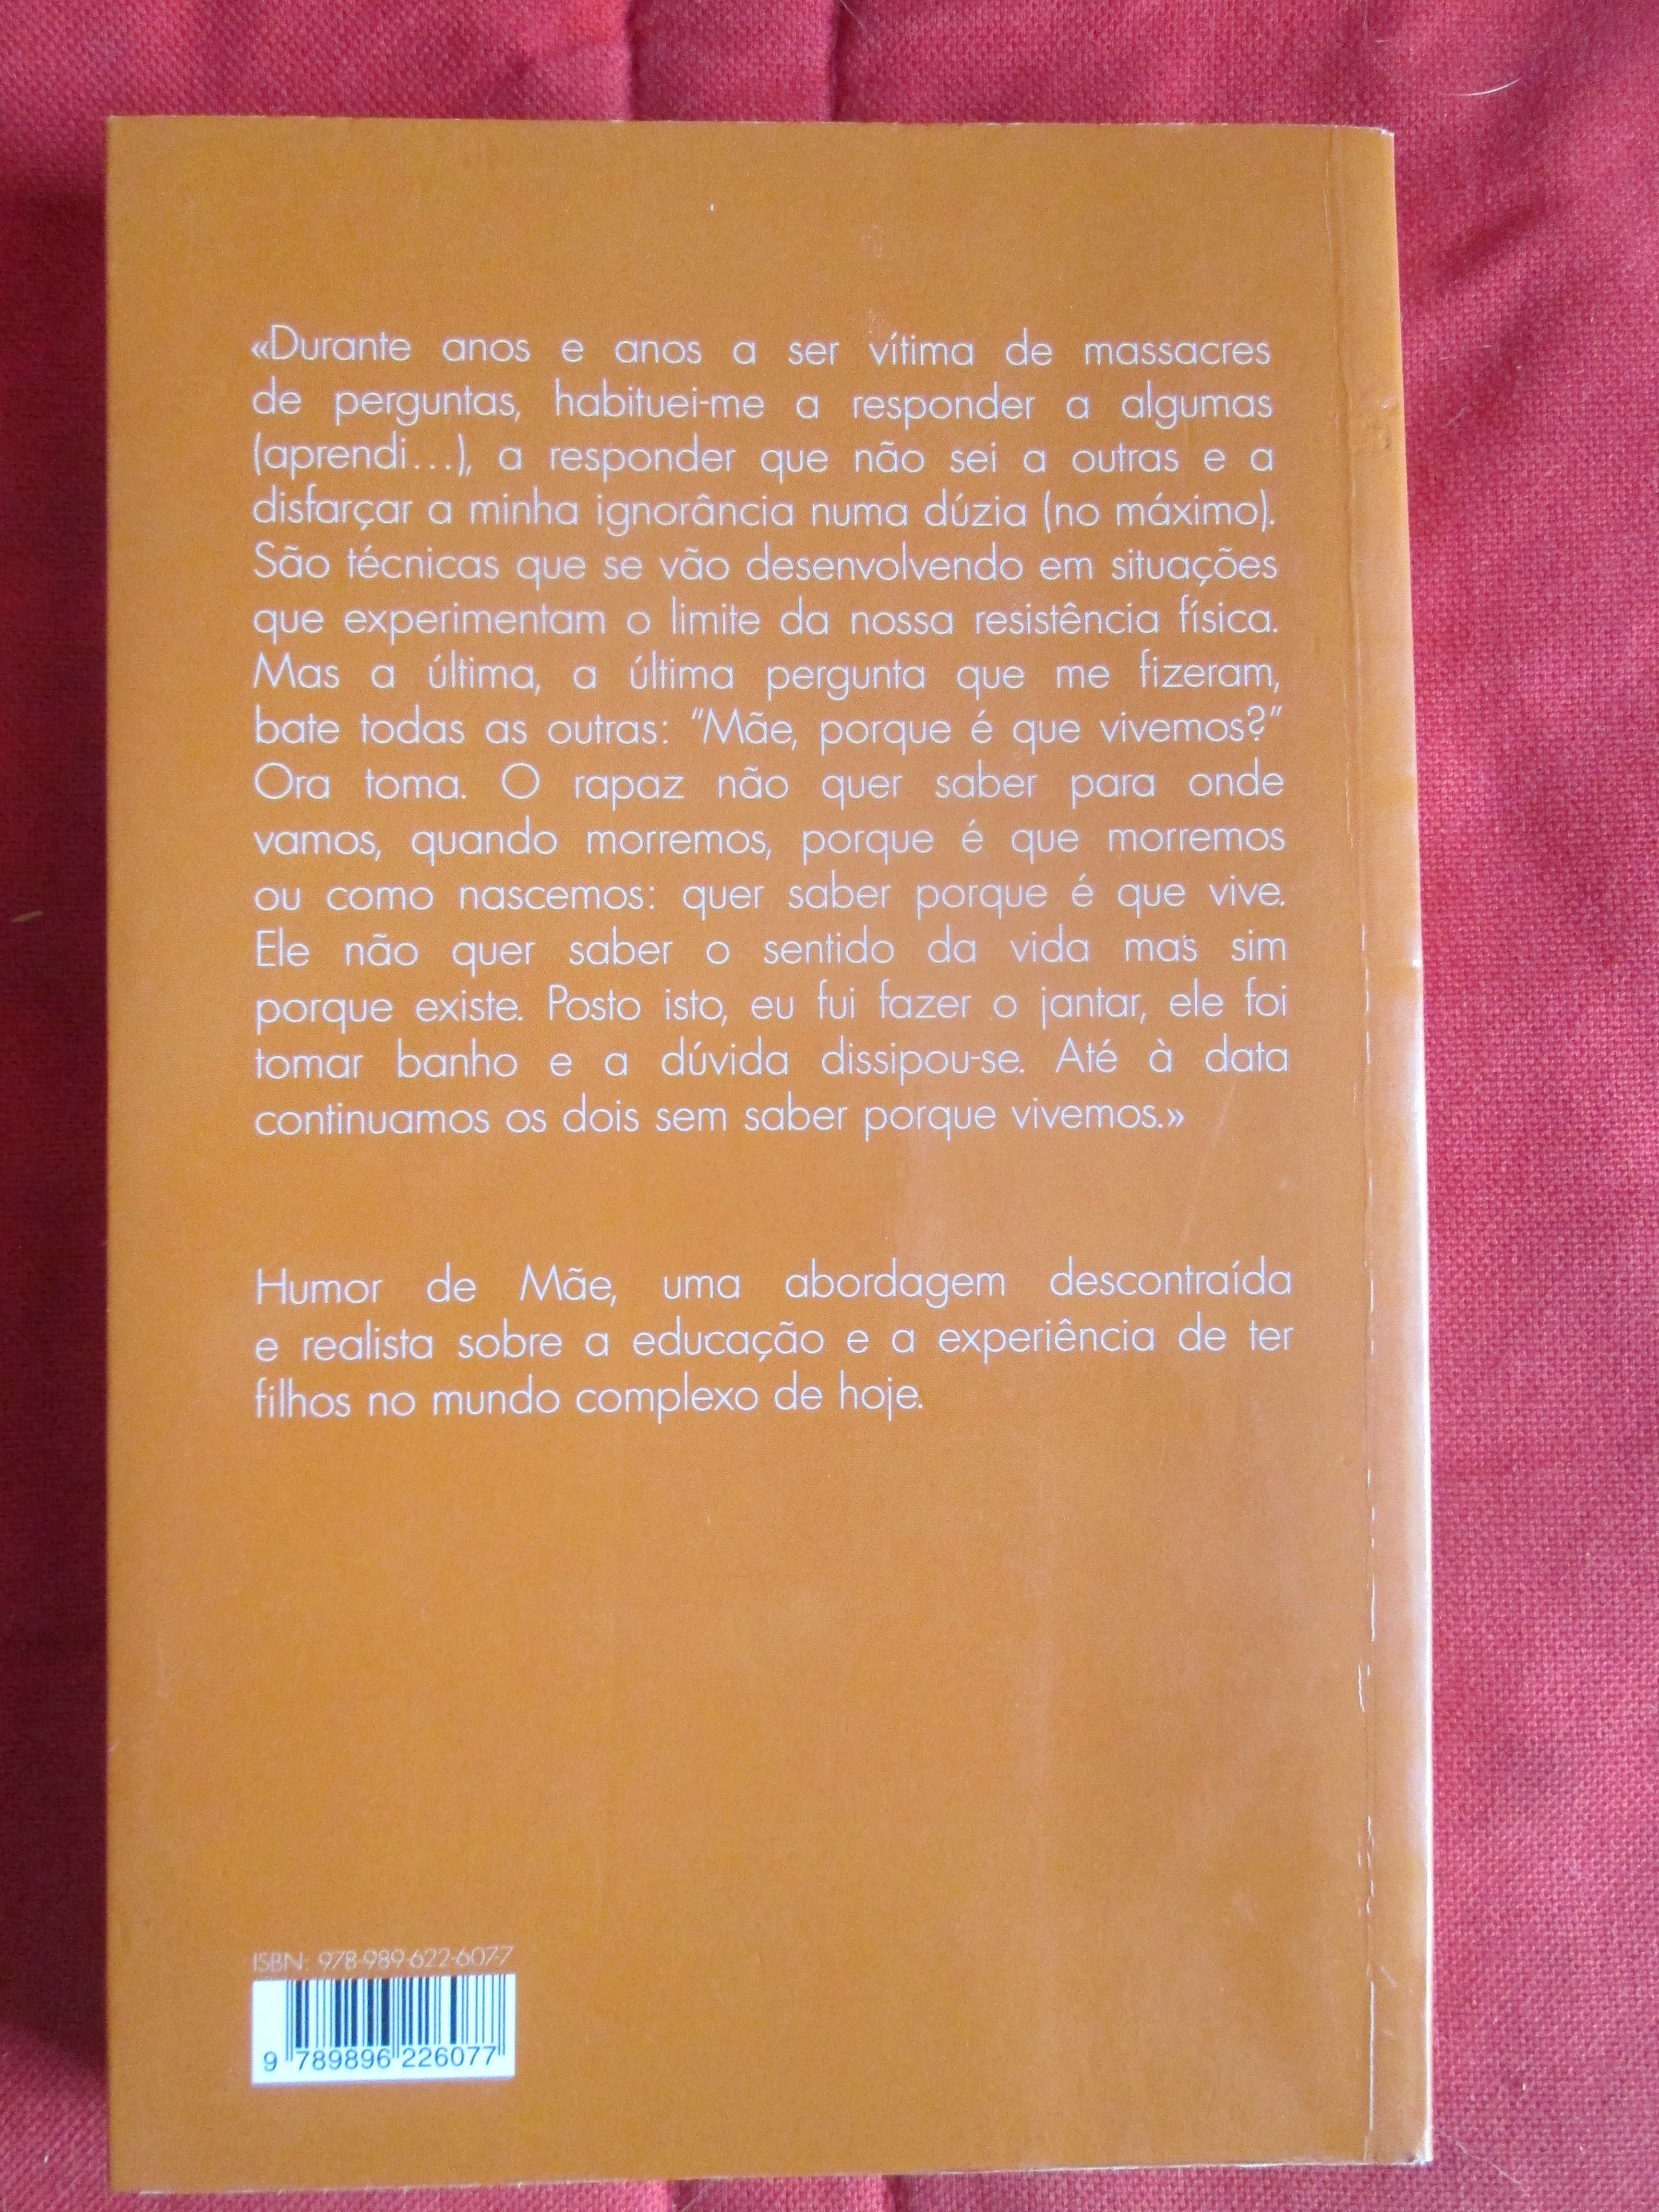 «Durante anos e anos a ser vítima de massacres
de perguntas, habituei-me a responder a algumas
(aprendi...), a responder que não sei a outras e a
disfarçar a minha ignorância numa dúzia (no máximo).
São técnicas que se vão desenvolvendo em situações
que experimentam o limite da nossa resistência física.
Mas a última, a última pergunta que me fizeram,
bate todas as outras: "Mãe, porque é que vivemos?"
Ora toma. O rapaz não quer saber para onde
vamos, quando morremos, porque é que morremos
ou como nascemos: quer saber porque é que vive.
Ele não quer saber o sentido da vida mas sim
porque existe. Posto isto, eu fui fazer o jantar, ele foi
tomar banho e a dúvida dissipou-se. Até à data
continuamos os dois sem saber porque vivemos.»
Humor de Mãe, uma abordagem descontraída
e realista sobre a educação e a experiência de ter
filhos no mundo complexo de hoje.
ISBN: 978-989-622-607-7
9 789896 226077